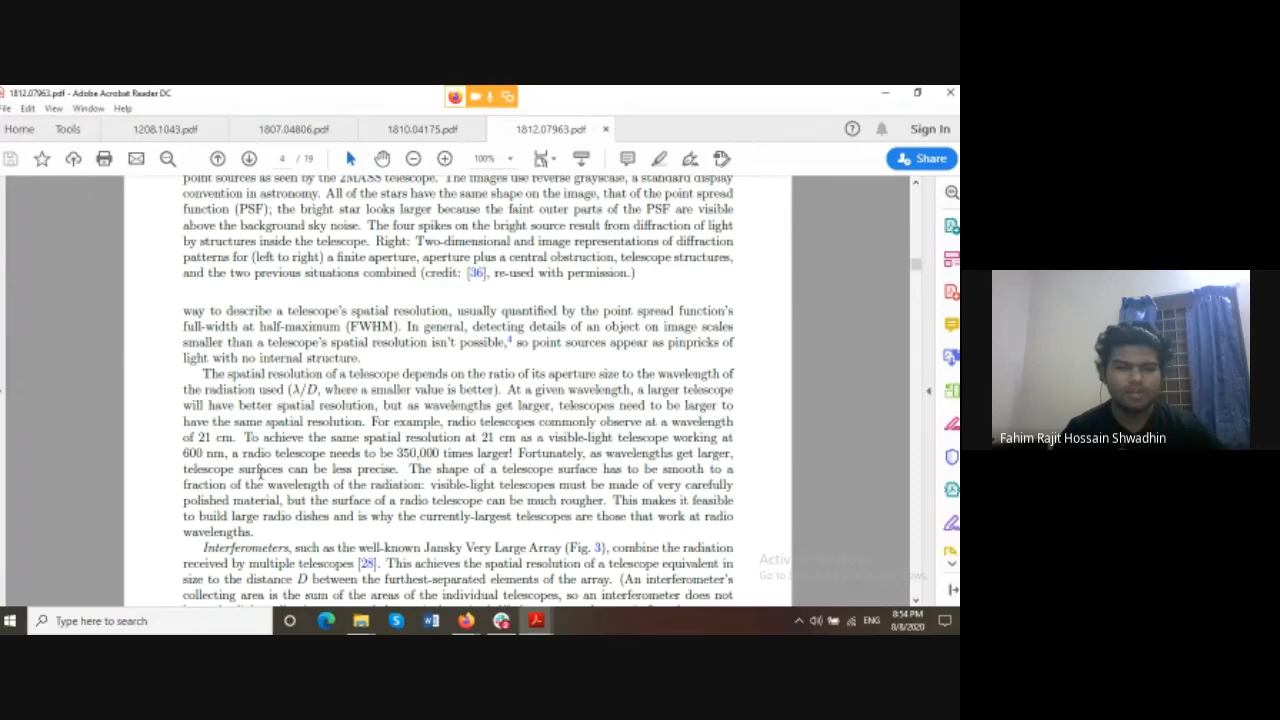 1812.07963.pdf - Adobe Acrobat Reader DC
File Edit View Window Help
Home Tools 1208.1043.pdf 1807.04806.pdf 1810.04175.pdf 1812.07963.pdf × Sign In
4 / 19 100% Share
point sources as seen by the 2MASS telescope. The images use reverse grayscale, a standard display
convention in astronomy. All of the stars have the same shape on the image, that of the point spread
function (PSF); the bright star looks larger because the faint outer parts of the PSF are visible
above the background sky noise. The four spikes on the bright source result from diffraction of light
by structures inside the telescope. Right: Two-dimensional and image representations of diffraction
patterns for (left to right) a finite aperture, aperture plus a central obstruction, telescope structures,
and the two previous situations combined (credit: [36], re-used with permission.)
way to describe a telescope's spatial resolution, usually quantified by the point spread function's
full-width at half-maximum (FWHM). In general, detecting details of an object on image scales
smaller than a telescope's spatial resolution isn't possible,4 so point sources appear as pinpricks of
light with no internal structure.
The spatial resolution of a telescope depends on the ratio of its aperture size to the wavelength of
the radiation used (λ/D, where a smaller value is better). At a given wavelength, a larger telescope
will have better spatial resolution, but as wavelengths get larger, telescopes need to be larger to
have the same spatial resolution. For example, radio telescopes commonly observe at a wavelength
of 21 cm. To achieve the same spatial resolution at 21 cm as a visible-light telescope working at
600 nm, a radio telescope needs to be 350,000 times larger! Fortunately, as wavelengths get larger,
telescope surfaces can be less precise. The shape of a telescope surface has to be smooth to a
fraction of the wavelength of the radiation: visible-light telescopes must be made of very carefully
polished material, but the surface of a radio telescope can be much rougher. This makes it feasible
to build large radio dishes and is why the currently-largest telescopes are those that work at radio
wavelengths.
Interferometers, such as the well-known Jansky Very Large Array (Fig. 3), combine the radiation
received by multiple telescopes [28]. This achieves the spatial resolution of a telescope equivalent in
size to the distance D between the furthest-separated elements of the array. (An interferometer's
collecting area is the sum of the areas of the individual telescopes, so an interferometer does not
Fahim Rajit Hossain Shwadhin
Type here to search
ENG
8:54 PM
8/8/2020